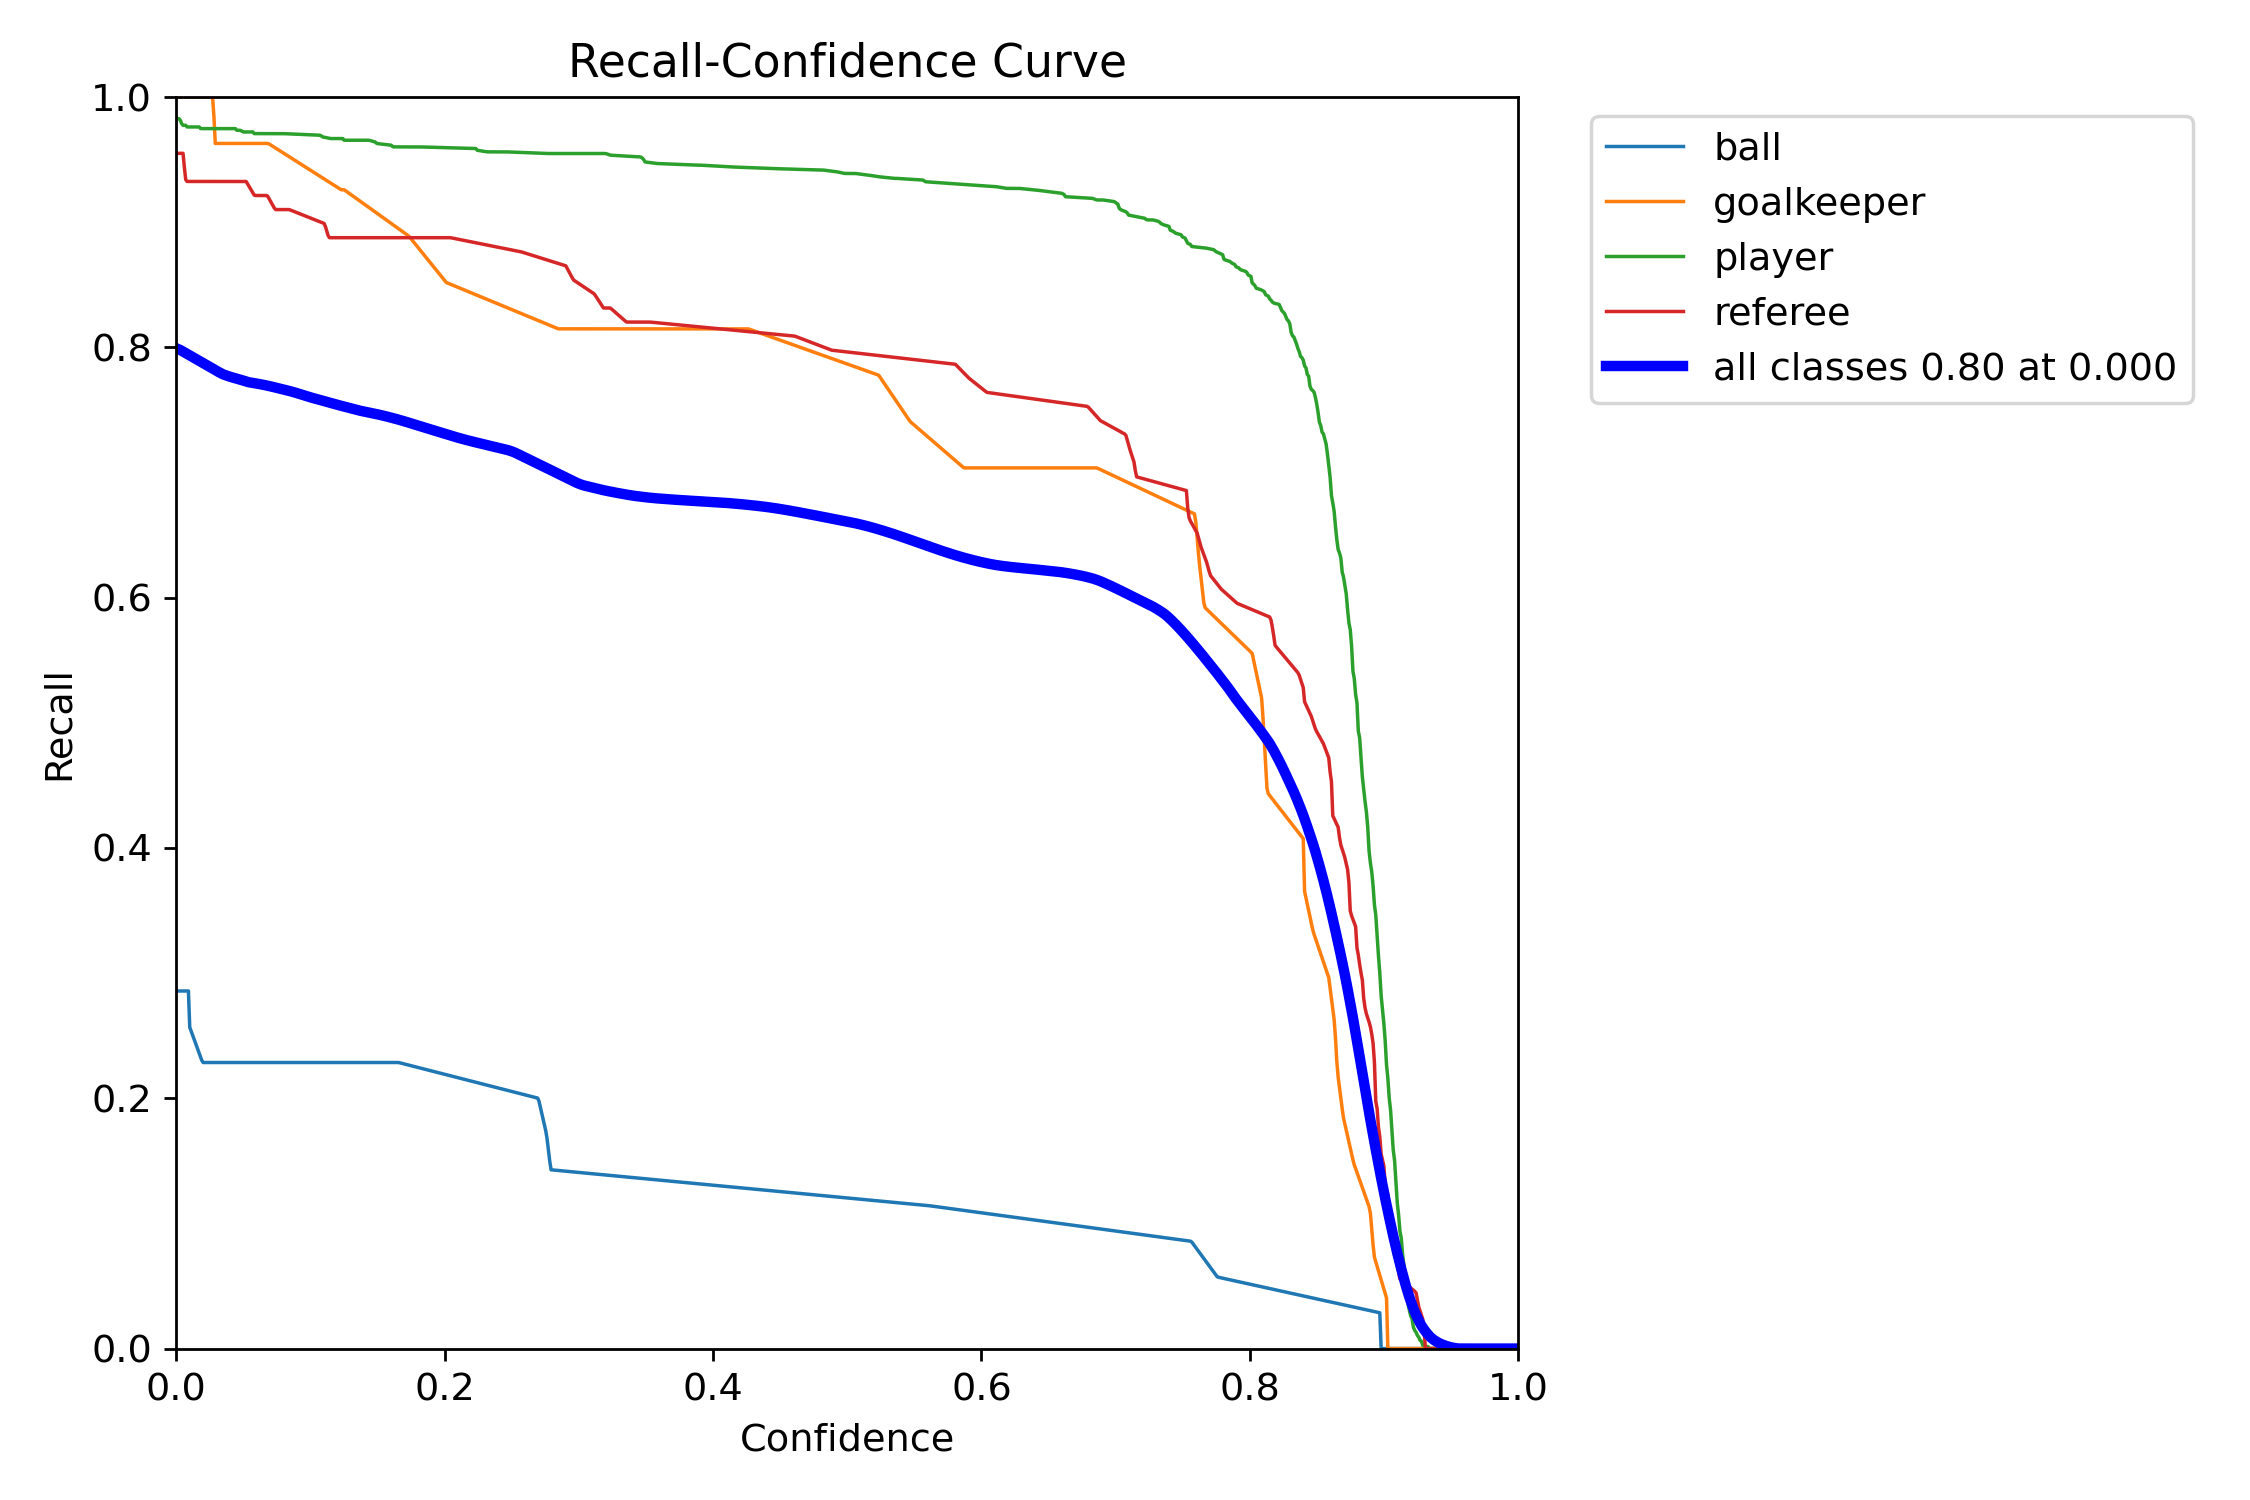 Recall-Confidence Curve
1.0
0.8
0.6
0.4
0.2
0.0
Recall
0.0 0.2 0.4 0.6 0.8 1.0
Confidence
ball
goalkeeper
player
referee
all classes 0.80 at 0.000